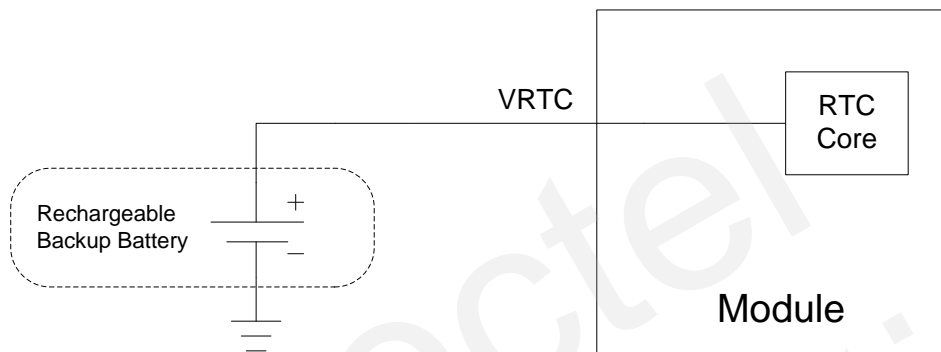 VRTC
RTC
Core
Rechargeable
Backup Battery
+
—
Module